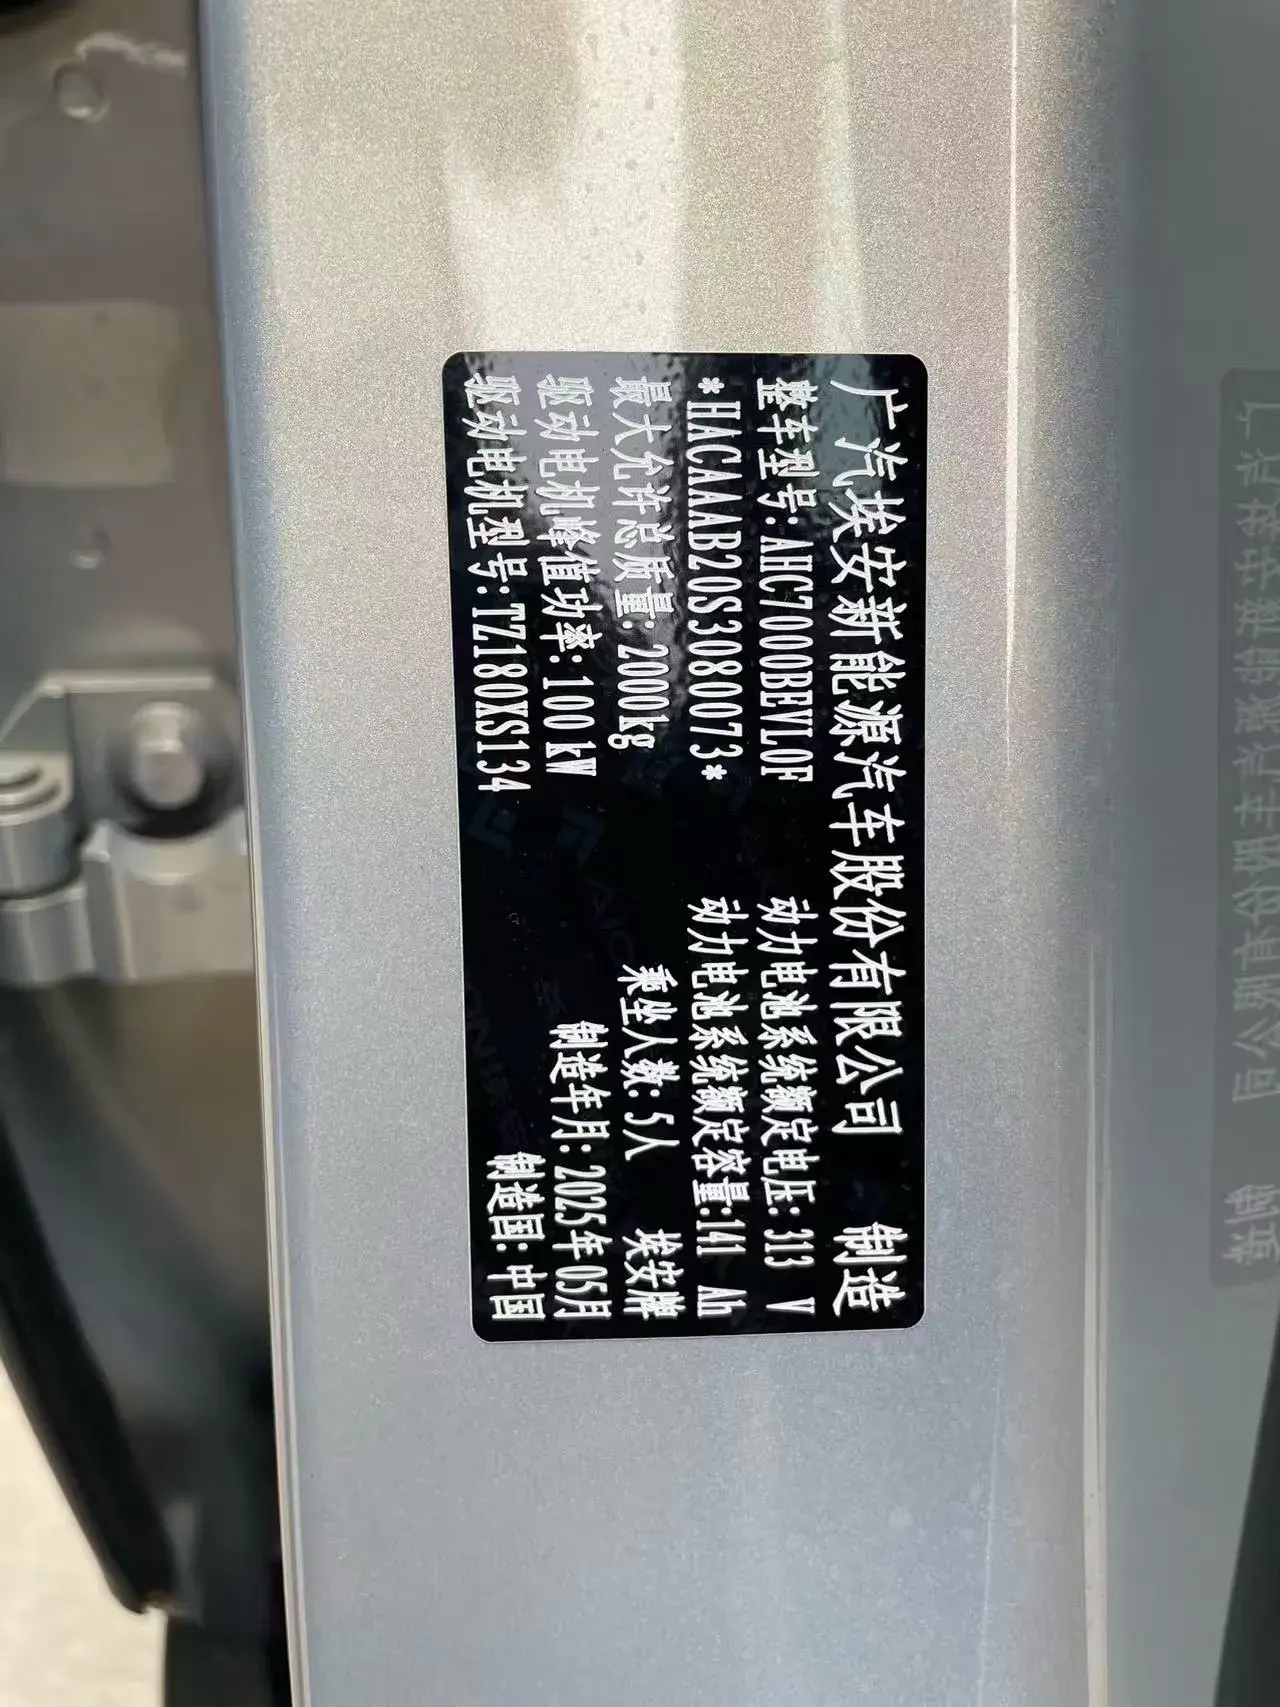 广汽埃安新能源汽车股份有限公司 制造
整车型号:AHC7000BEVL0F 动力电池系统额定电压:313 V
*HACAAAB20S3080073* 动力电池系统额定容量:141 Ah
最大允许总质量:2000kg 乘坐人数:5人 埃安牌
驱动电机峰值功率:100kW 制造年月:2025年05月
驱动电机型号:TZ180XS134 制造国:中国